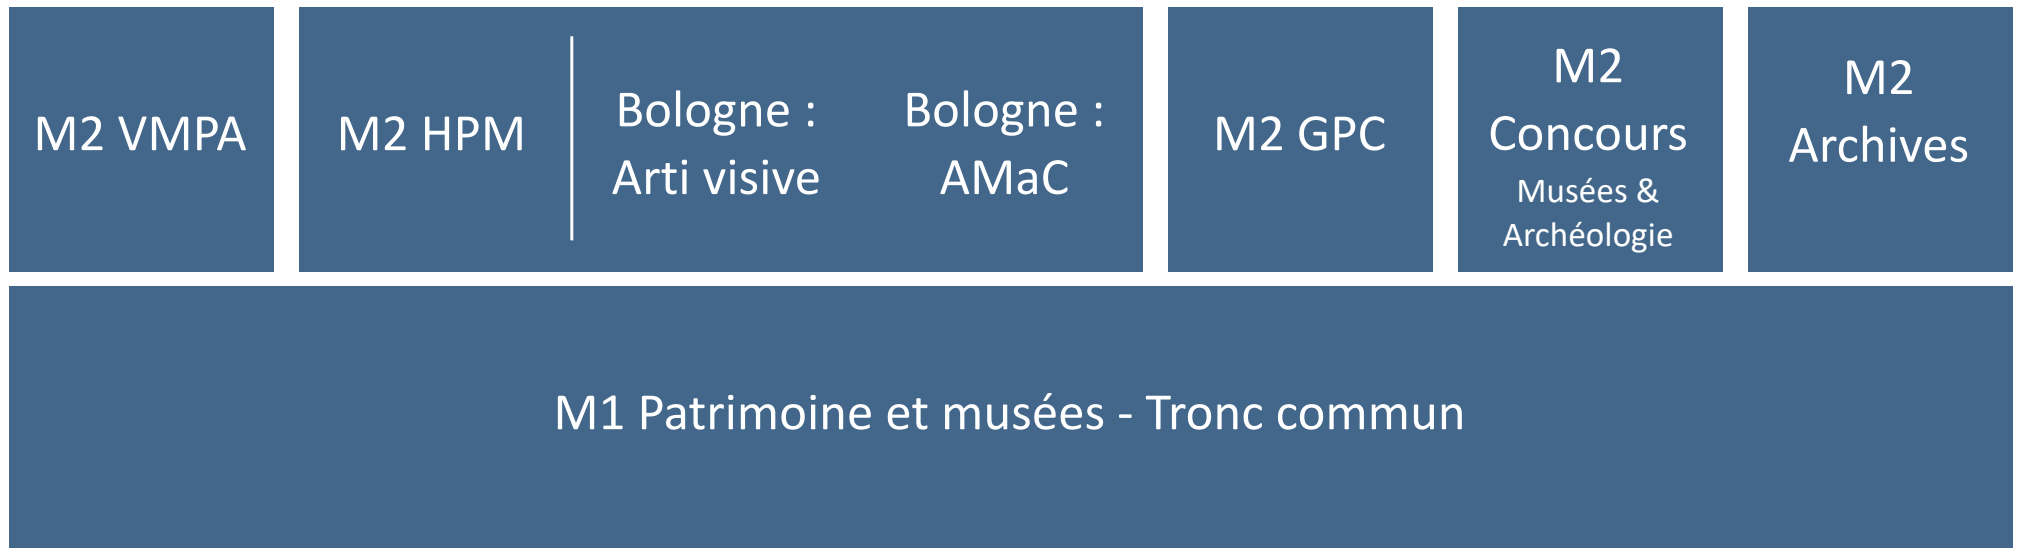 M2 VMPA
M2 HPM
Bologne :
Arti visive
Bologne :
AMaC
M2 GPC
M2
Concours
Musées &
Archéologie
M2
Archives
M1 Patrimoine et musées - Tronc commun